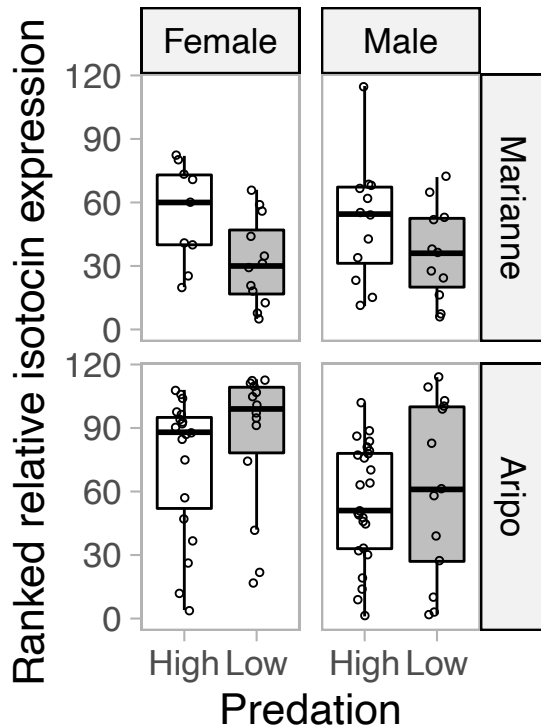 Female
Male
Ranked relative isotocin expression
120
90
60
30
0
Marianne
120
90
60
30
0
Aripo
High Low
High Low
Predation